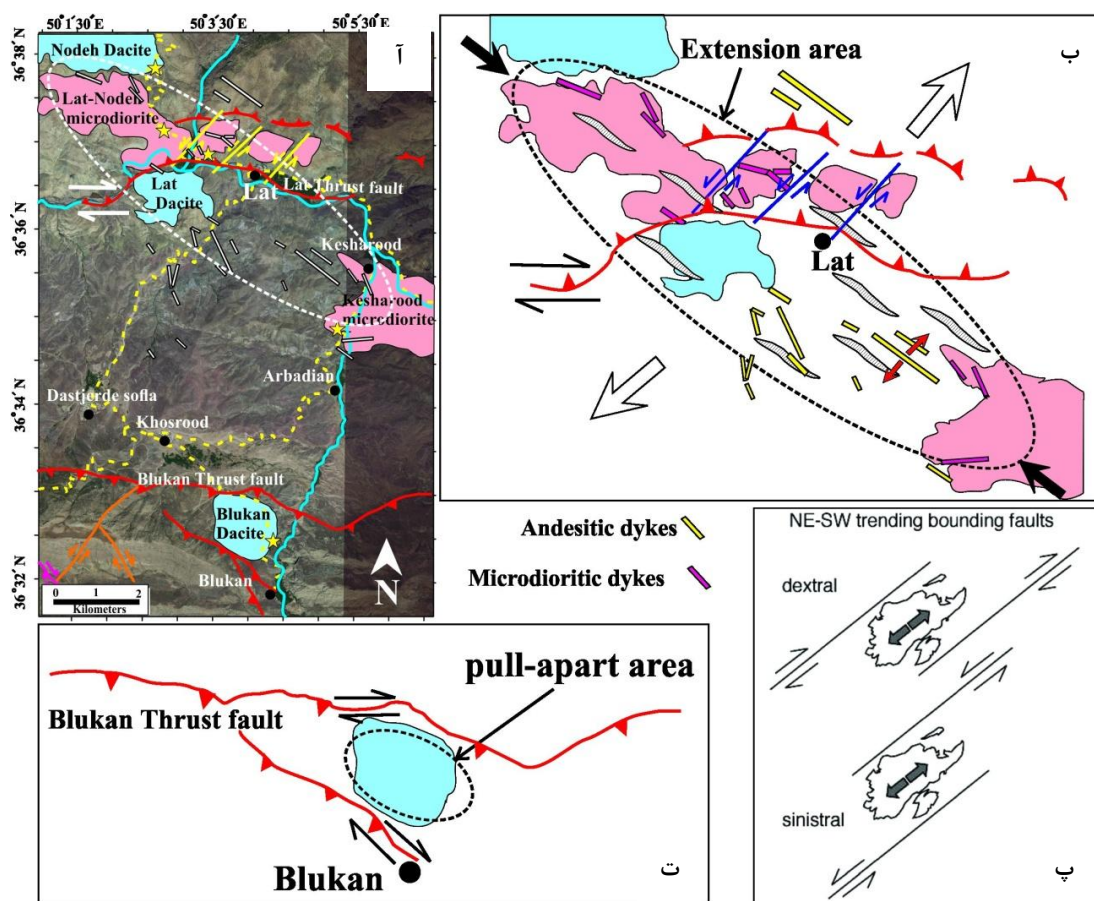 50°1'30"E
50°3'30"E
50°5'30"E
36°38'N
36°36'N
36°34'N
36°32'N
آ
Nodeh Dacite
Lat-Nodeh
microdiorite
Lat
Dacite
Lat
Lat Thrust fault
Kesharood
Kesharood
microdiorite
Arbadian
Dastjerde sofla
Khosrood
Blukan Thrust fault
Blukan
Dacite
Blukan
0 1 2
Kilometers
N
ب
Extension area
Lat
Andesitic dykes
Microdioritic dykes
NE-SW trending bounding faults
dextral
sinistral
پ
pull-apart area
Blukan Thrust fault
Blukan
ت